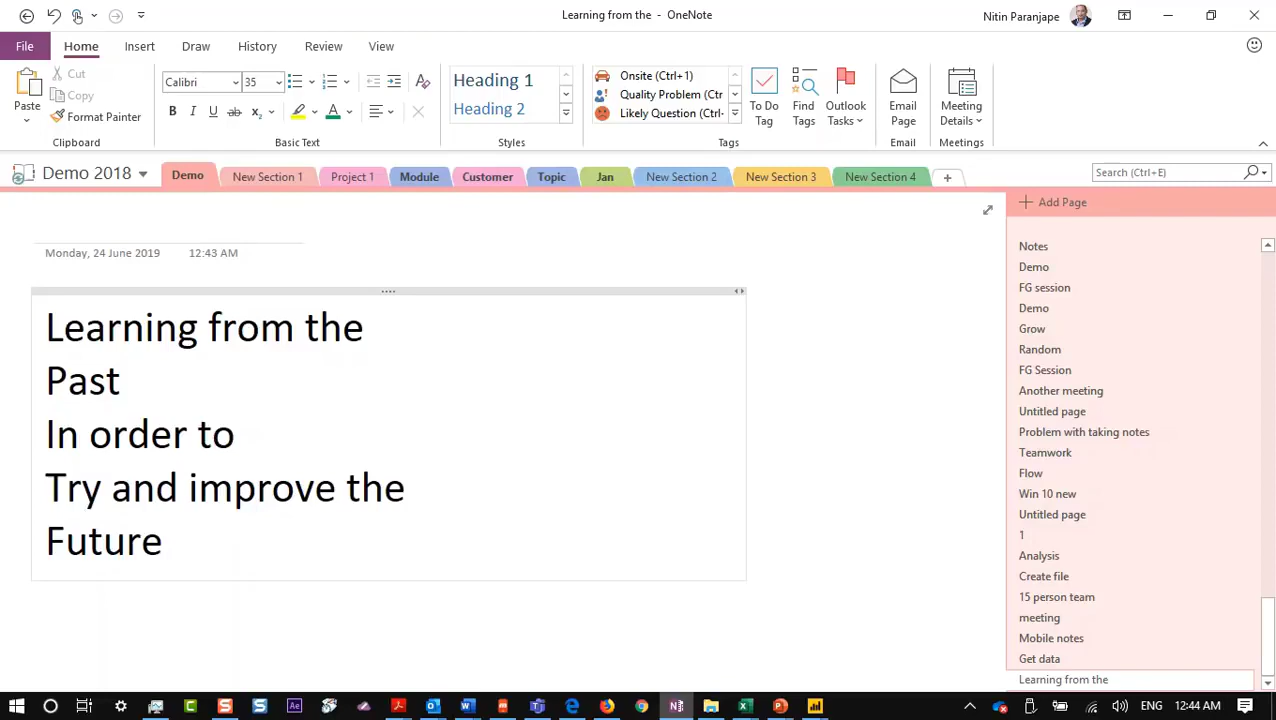 Learning from the - OneNote
Nitin Paranjape
File Home Insert Draw History Review View
Paste
Cut
Copy
Format Painter
Clipboard
Calibri 35
B I U ab x₂ A
Basic Text
Heading 1
Heading 2
Styles
Onsite (Ctrl+1)
Quality Problem (Ctr
Likely Question (Ctrl-
To Do Tag
Find Tags
Outlook Tasks
Tags
Email Page
Email
Meeting Details
Meetings
Demo 2018 Demo New Section 1 Project 1 Module Customer Topic Jan New Section 2 New Section 3 New Section 4 +
Search (Ctrl+E)
Add Page
Monday, 24 June 2019 12:43 AM
Learning from the
Past
In order to
Try and improve the
Future
Notes
Demo
FG session
Demo
Grow
Random
FG Session
Another meeting
Untitled page
Problem with taking notes
Teamwork
Flow
Win 10 new
Untitled page
1
Analysis
Create file
15 person team
meeting
Mobile notes
Get data
Learning from the
ENG 12:44 AM